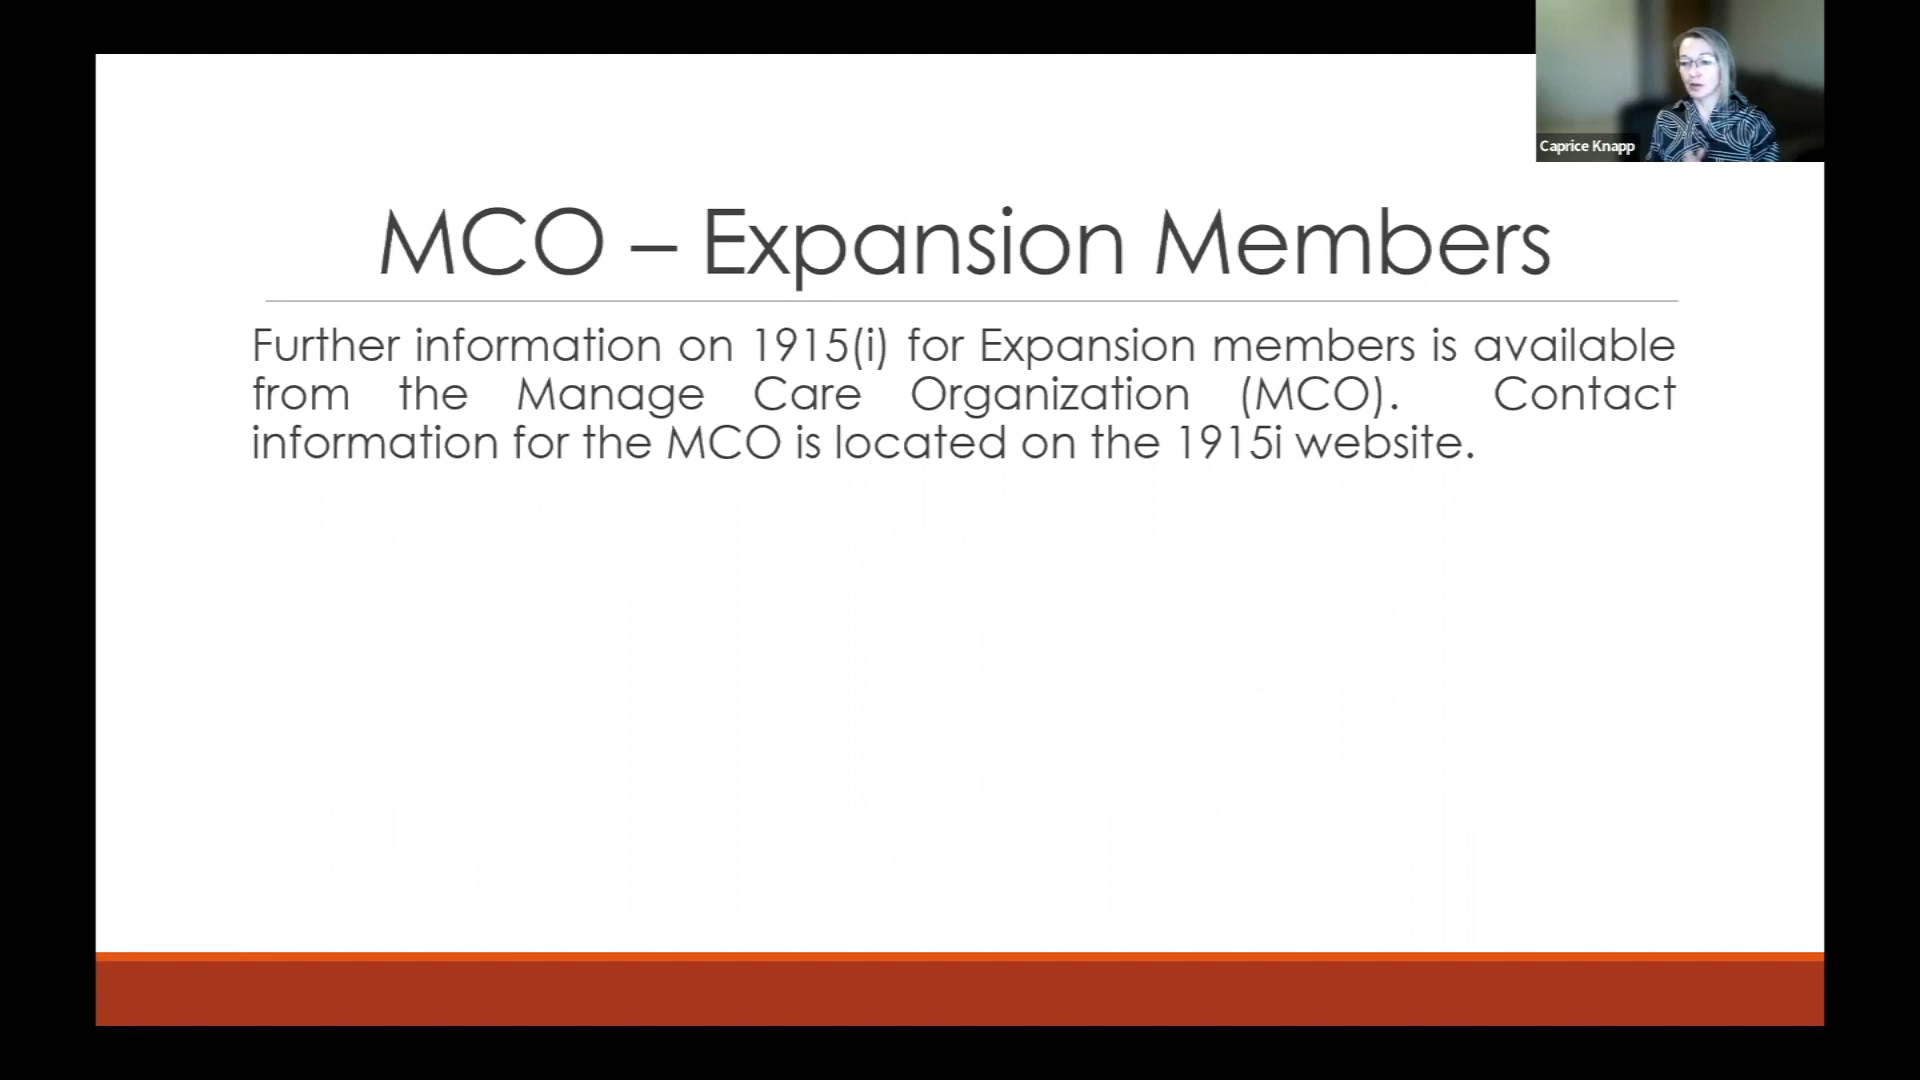 Caprice Knapp
MCO – Expansion Members
Further information on 1915(i) for Expansion members is available
from the Manage Care Organization (MCO). Contact
information for the MCO is located on the 1915i website.